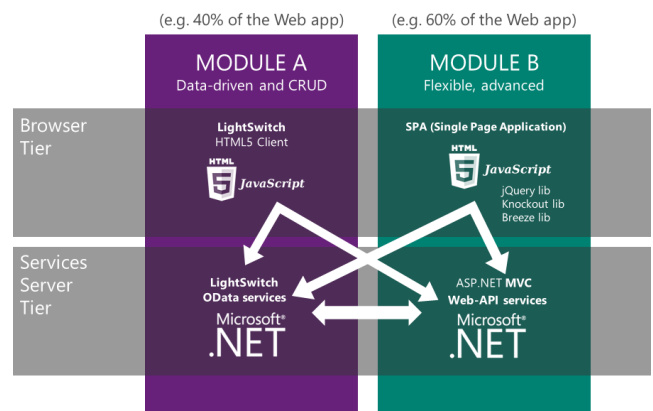 (e.g. 40% of the Web app)
(e.g. 60% of the Web app)
MODULE A
Data-driven and CRUD
MODULE B
Flexible, advanced
Browser
Tier
LightSwitch
HTML5 Client
HTML
5
JavaScript
SPA (Single Page Application)
HTML
5
JavaScript
jQuery lib
Knockout lib
Breeze lib
Services
Server
Tier
LightSwitch
OData services
Microsoft®
.NET
ASP.NET MVC
Web-API services
Microsoft®
.NET